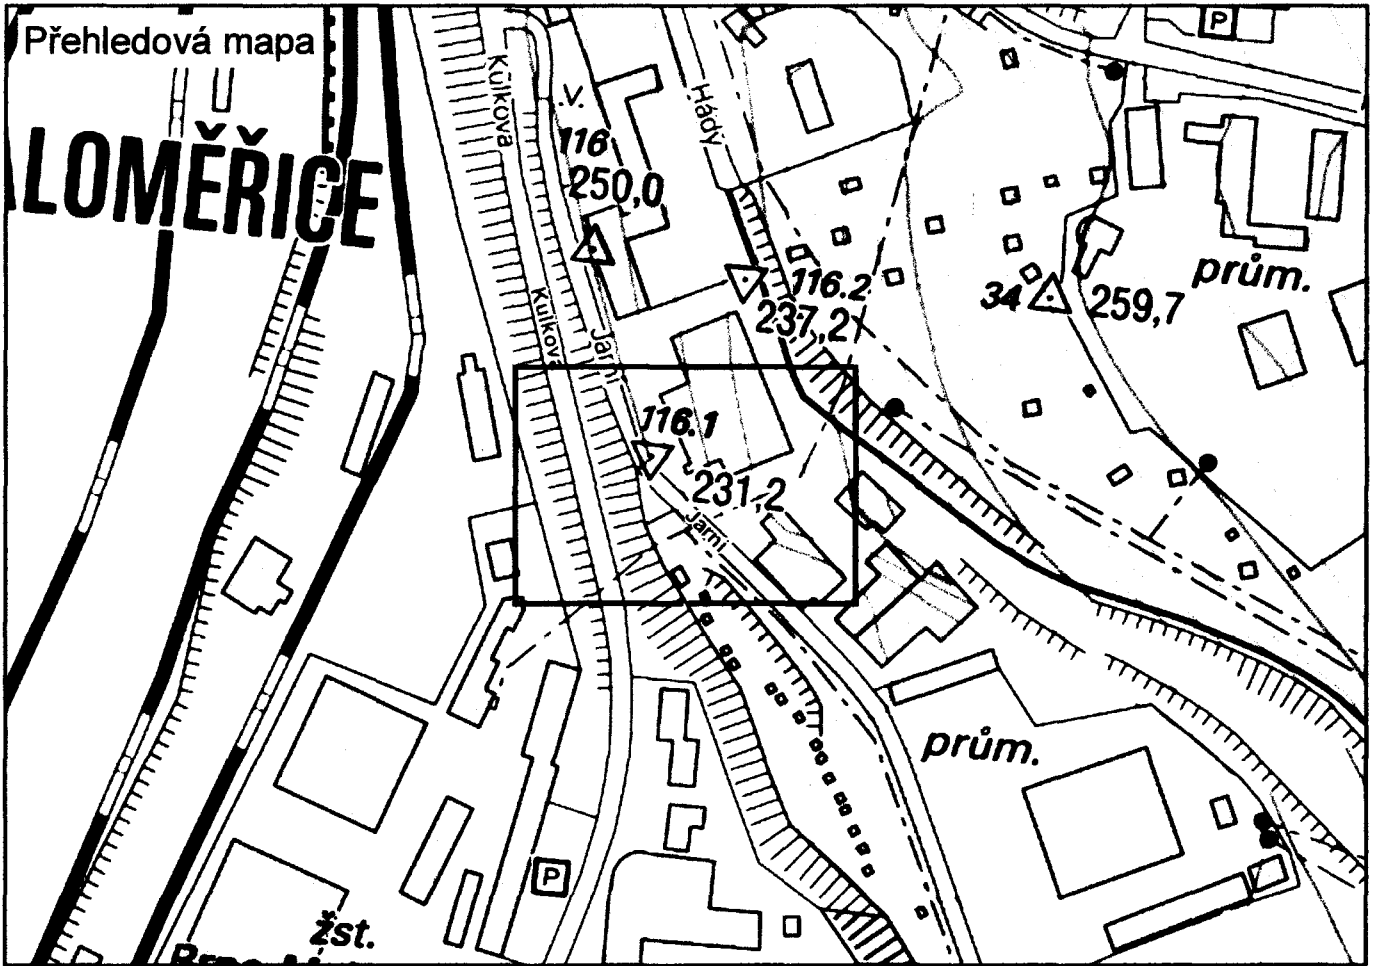 Přehledová mapa
P
Kulkova
Hády
116
250,0
ALOMĚŘICE
116.2
237,2
34
259,7
prům.
Kulkova
Jarní
116.1
231,2
Jarní
prům.
P
žst.